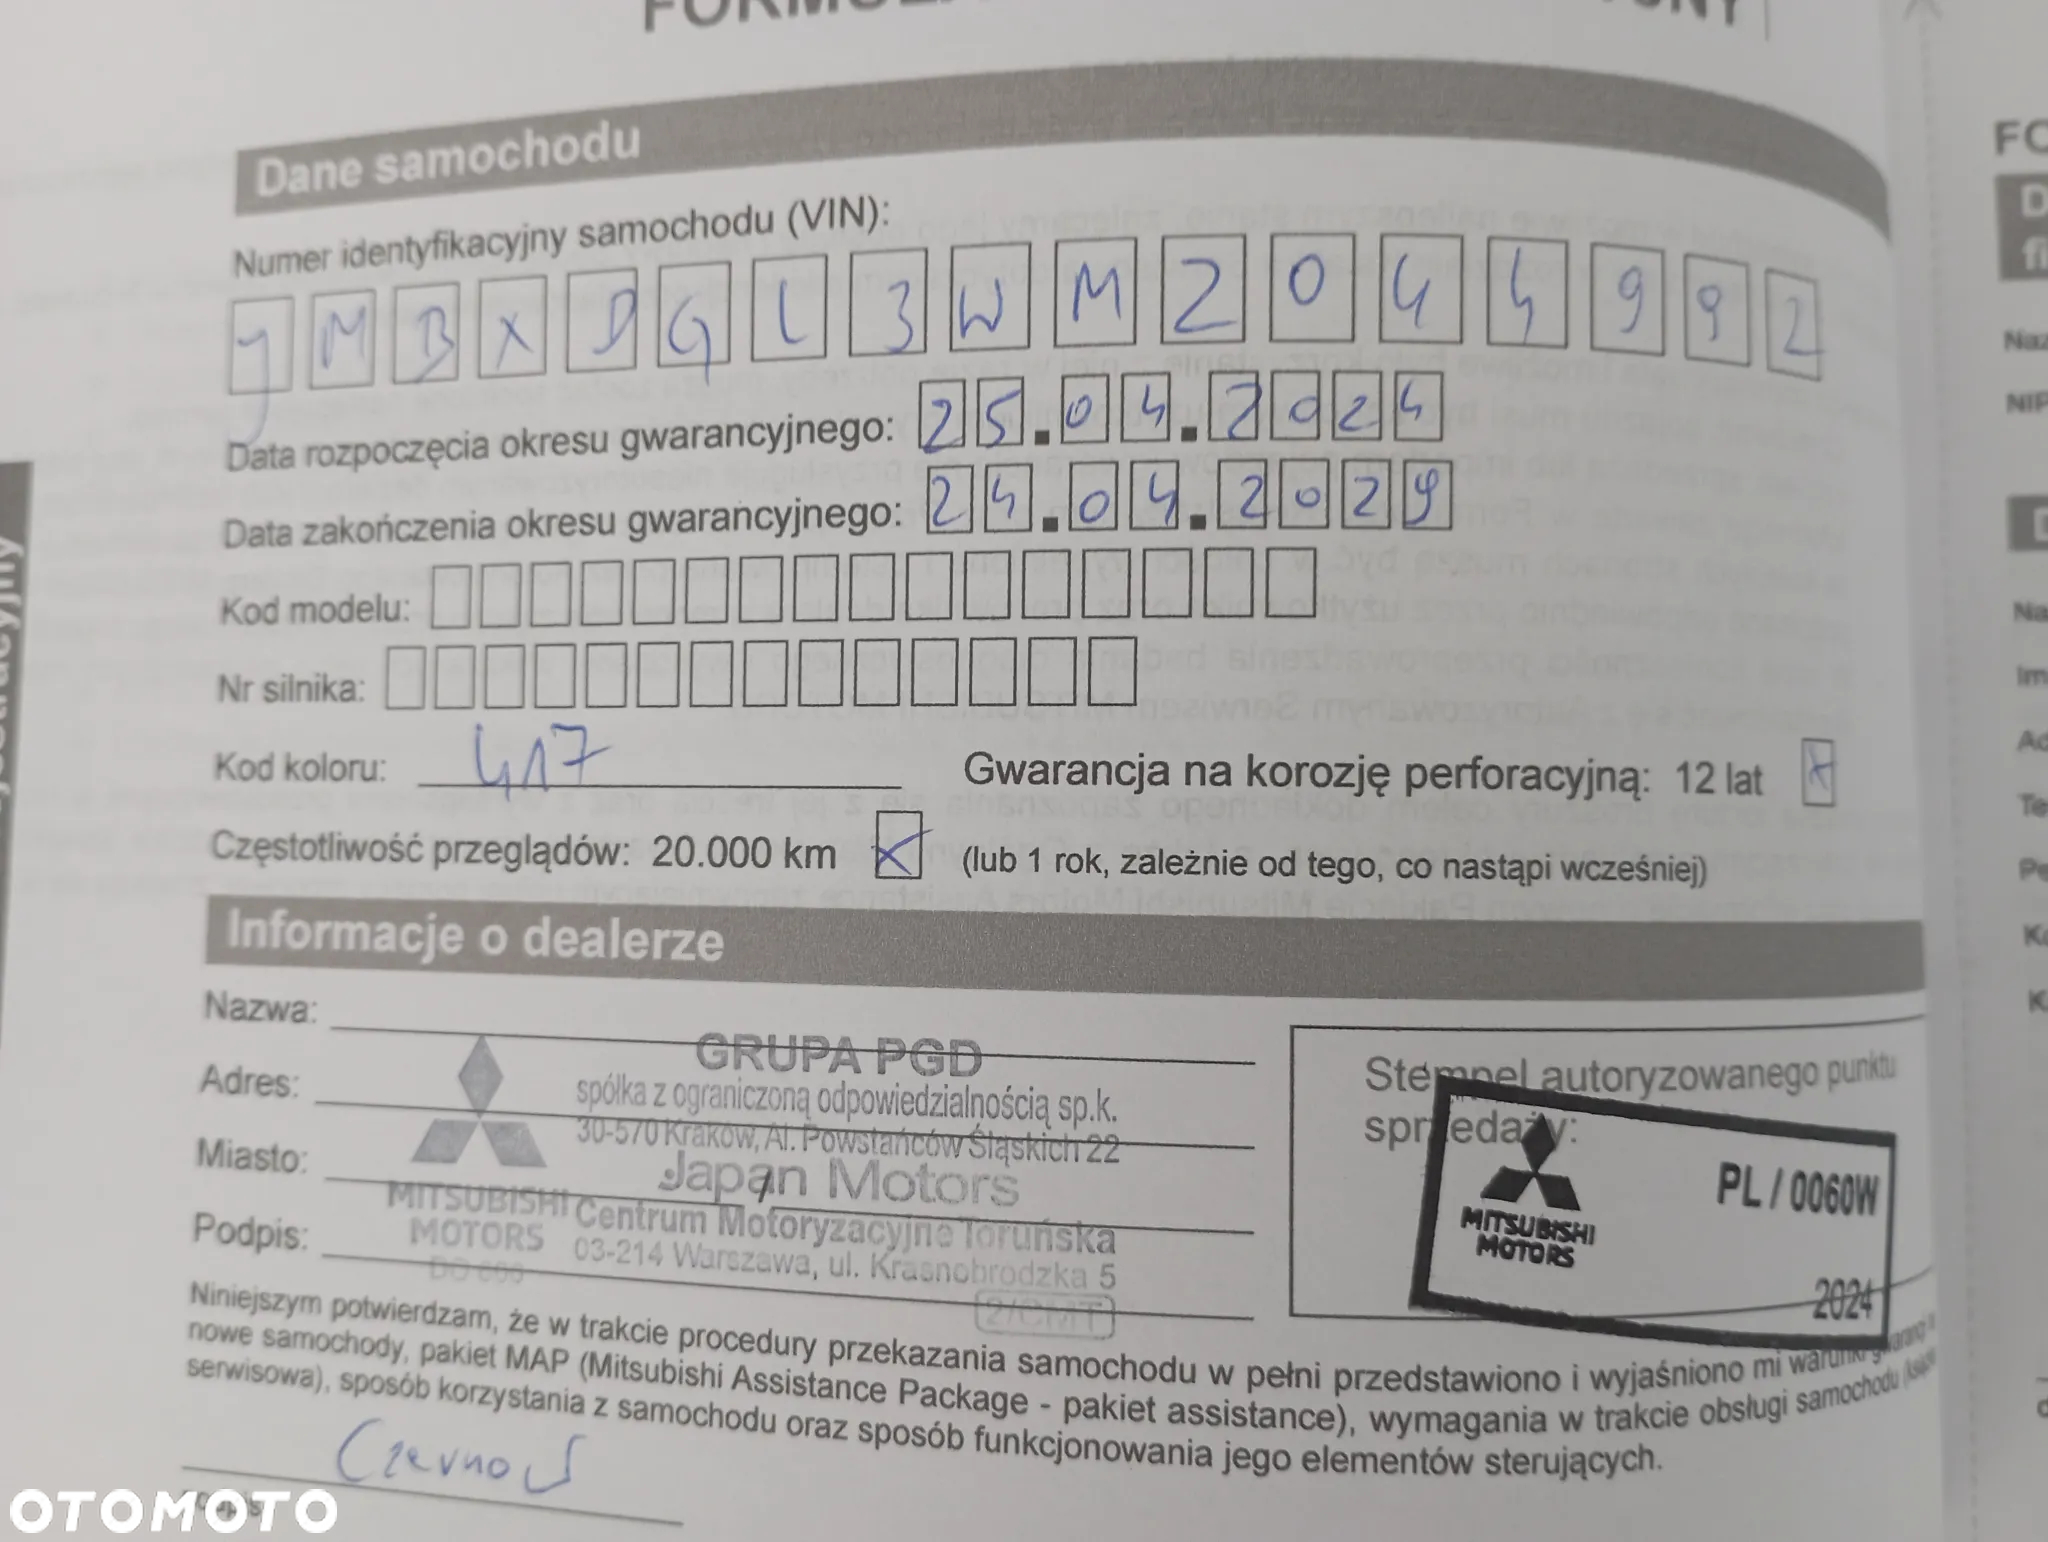 Dane samochodu
Numer identyfikacyjny samochodu (VIN):
JMBXDGL3WMZ044992
Data rozpoczęcia okresu gwarancyjnego: 25.04.2024
Data zakończenia okresu gwarancyjnego: 24.04.2029
Kod modelu:
Nr silnika:
Kod koloru: 417 Gwarancja na korozję perforacyjną: 12 lat x
Częstotliwość przeglądów: 20.000 km x (lub 1 rok, zależnie od tego, co nastąpi wcześniej)
Informacje o dealerze
Nazwa:
Adres:
Miasto:
Podpis:
GRUPA PGD
spółka z ograniczoną odpowiedzialnością sp.k.
30-570 Kraków, Al. Powstańców Śląskich 22
Japan Motors
MITSUBISHI MOTORS
Centrum Motoryzacyjne Toruńska
03-214 Warszawa, ul. Krasnobrodzka 5
2/CMT
Stempel autoryzowanego punktu
sprzedaży:
PL / 0060W
MITSUBISHI
MOTORS
2024
Niniejszym potwierdzam, że w trakcie procedury przekazania samochodu w pełni przedstawiono i wyjaśniono mi warunki
nowe samochody, pakiet MAP (Mitsubishi Assistance Package - pakiet assistance), wymagania w trakcie obsługi samochodu
serwisowa), sposób korzystania z samochodu oraz sposób funkcjonowania jego elementów sterujących.
OTOMOTO